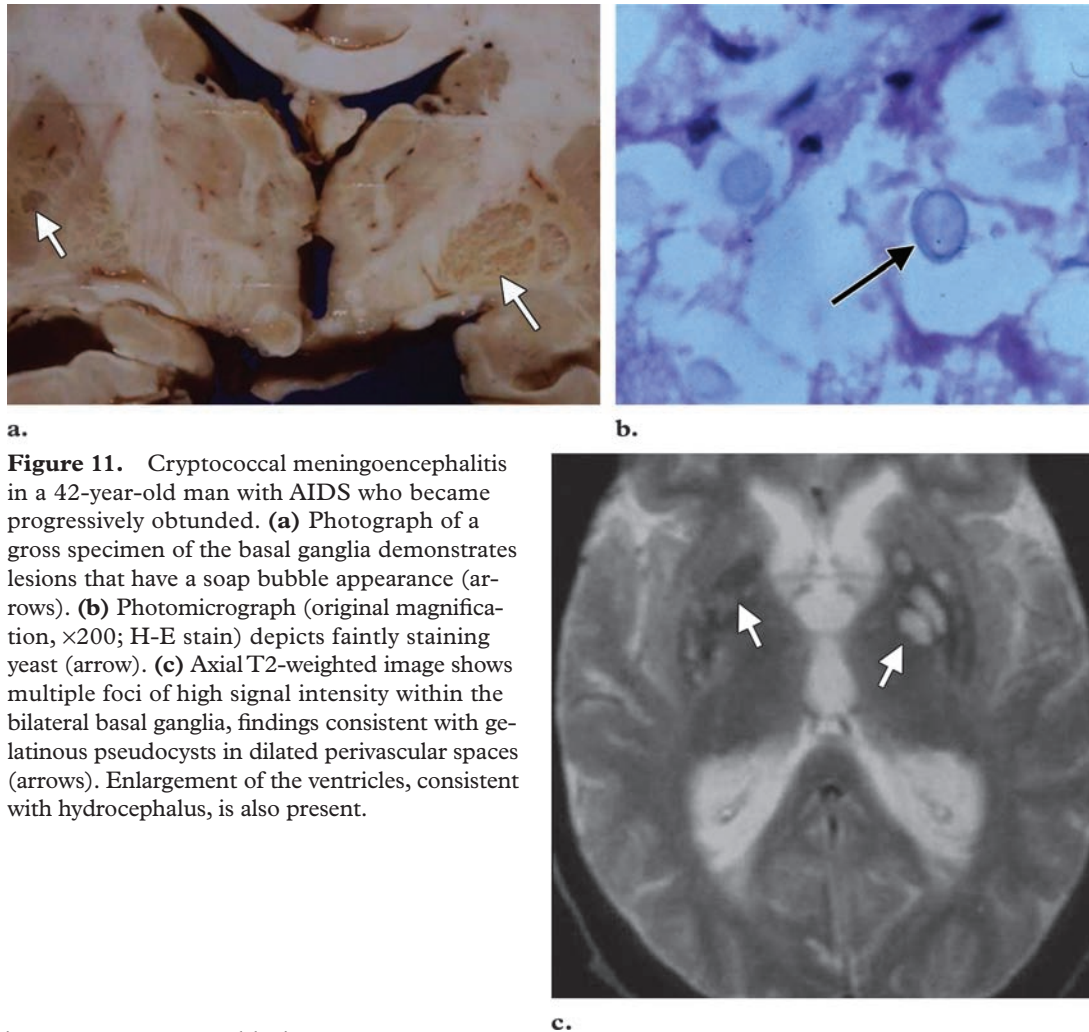 a.
b.
Figure 11. Cryptococcal meningoencephalitis
in a 42-year-old man with AIDS who became
progressively obtunded. (a) Photograph of a
gross specimen of the basal ganglia demonstrates
lesions that have a soap bubble appearance (ar-
rows). (b) Photomicrograph (original magnifica-
tion, ×200; H-E stain) depicts faintly staining
yeast (arrow). (c) Axial T2-weighted image shows
multiple foci of high signal intensity within the
bilateral basal ganglia, findings consistent with ge-
latinous pseudocysts in dilated perivascular spaces
(arrows). Enlargement of the ventricles, consistent
with hydrocephalus, is also present.
c.